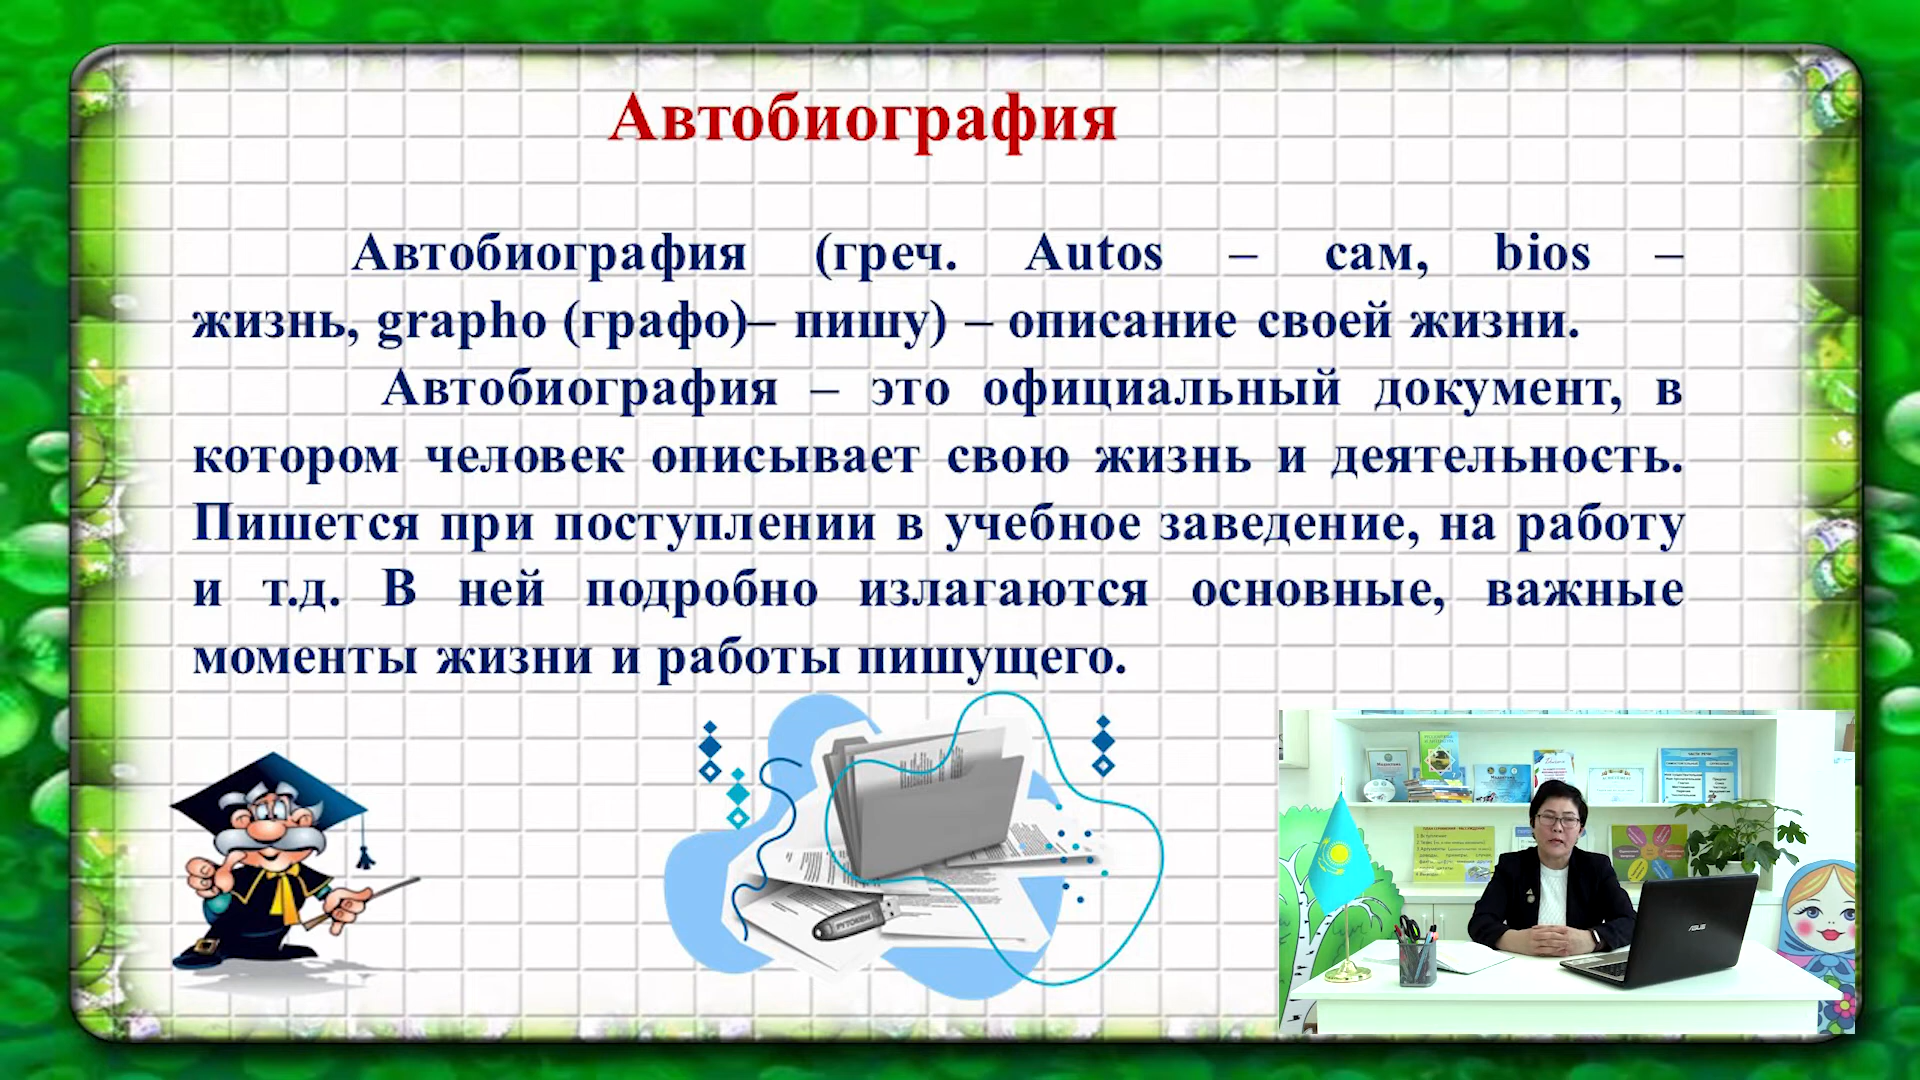 Автобиография
Автобиография (греч. Autos – сам, bios –
жизнь, grapho (графо)– пишу) – описание своей жизни.
Автобиография – это официальный документ, в
котором человек описывает свою жизнь и деятельность.
Пишется при поступлении в учебное заведение, на работу
и т.д. В ней подробно излагаются основные, важные
моменты жизни и работы пишущего.
ASUS